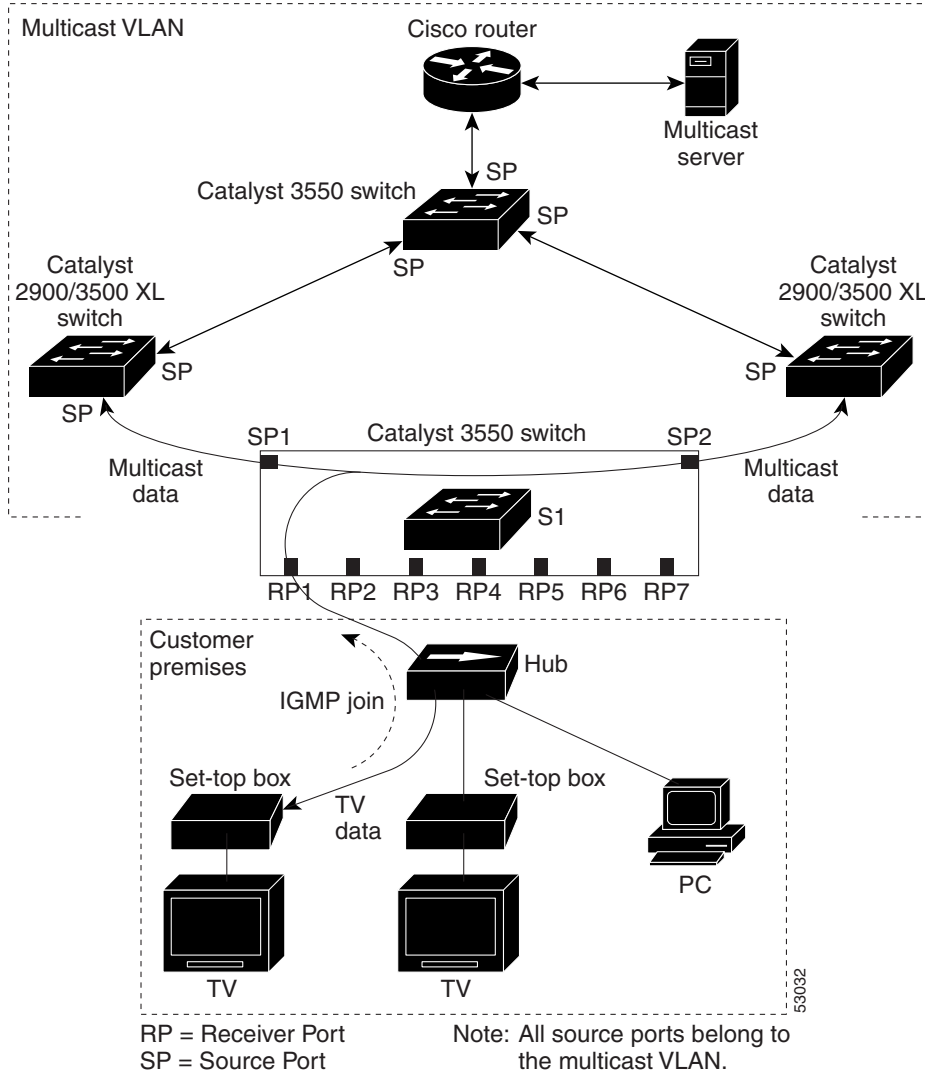 Multicast VLAN
Cisco router
Multicast
server
SP
Catalyst 3550 switch
SP
SP
Catalyst
2900/3500 XL
switch
Catalyst
2900/3500 XL
switch
SP
SP
SP
SP1
Catalyst 3550 switch
SP2
Multicast
data
Multicast
data
S1
RP1 RP2 RP3 RP4 RP5 RP6 RP7
Customer
premises
Hub
IGMP join
Set-top box
Set-top box
TV
data
PC
TV
TV
53032
RP = Receiver Port
SP = Source Port
Note: All source ports belong to
the multicast VLAN.